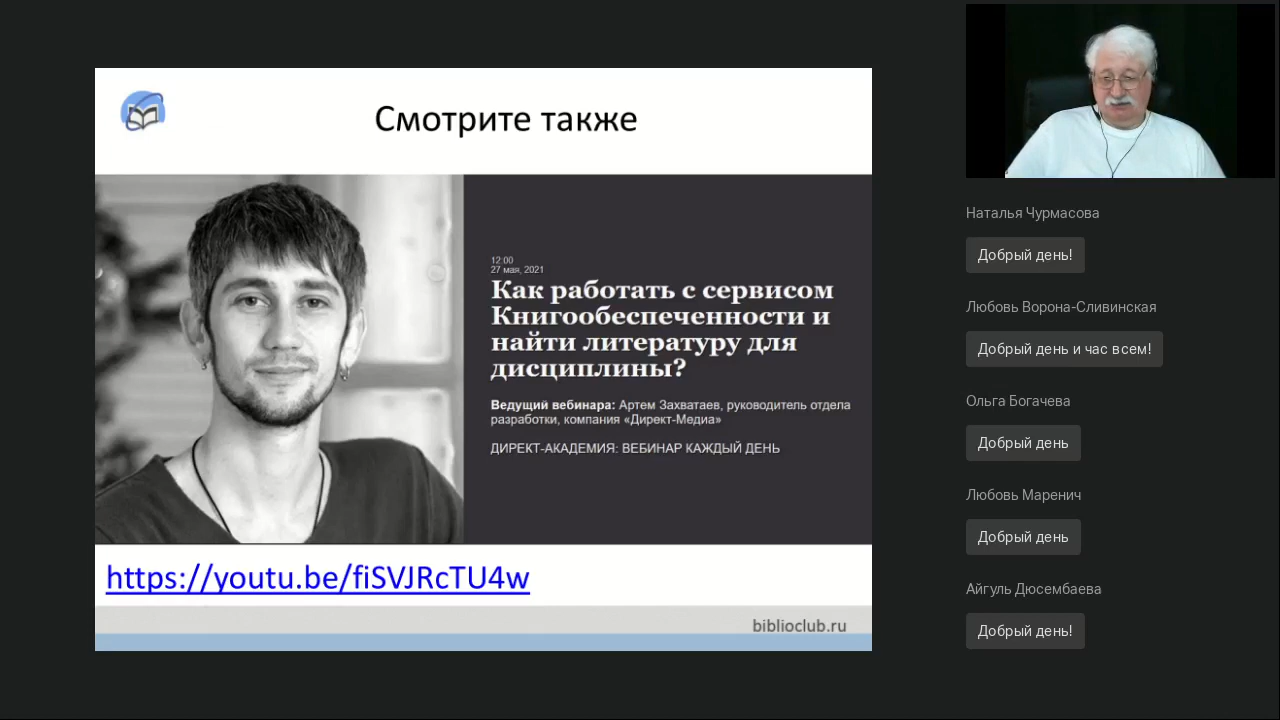 Смотрите также
12:00
27 мая, 2021
Как работать с сервисом
Книгообеспеченности и
найти литературу для
дисциплины?
Ведущий вебинара: Артем Захватаев, руководитель отдела
разработки, компания «Директ-Медиа»
ДИРЕКТ-АКАДЕМИЯ: ВЕБИНАР КАЖДЫЙ ДЕНЬ
https://youtu.be/fiSVJRcTU4w
biblioclub.ru
Наталья Чурмасова
Добрый день!
Любовь Ворона-Сливинская
Добрый день и час всем!
Ольга Богачева
Добрый день
Любовь Маренич
Добрый день
Айгуль Дюсембаева
Добрый день!